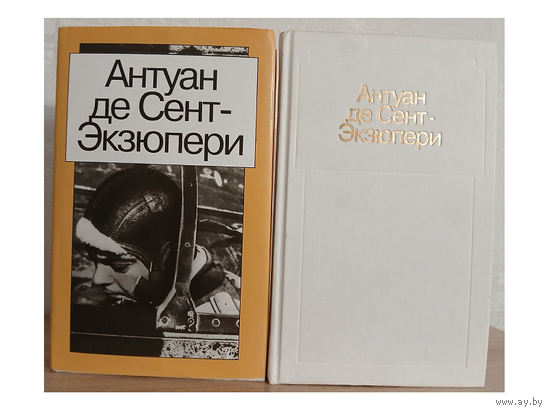 Антуан
де Сент-
Экзюпери
Антуан
де Сент-
Экзюпери
www.ay.by